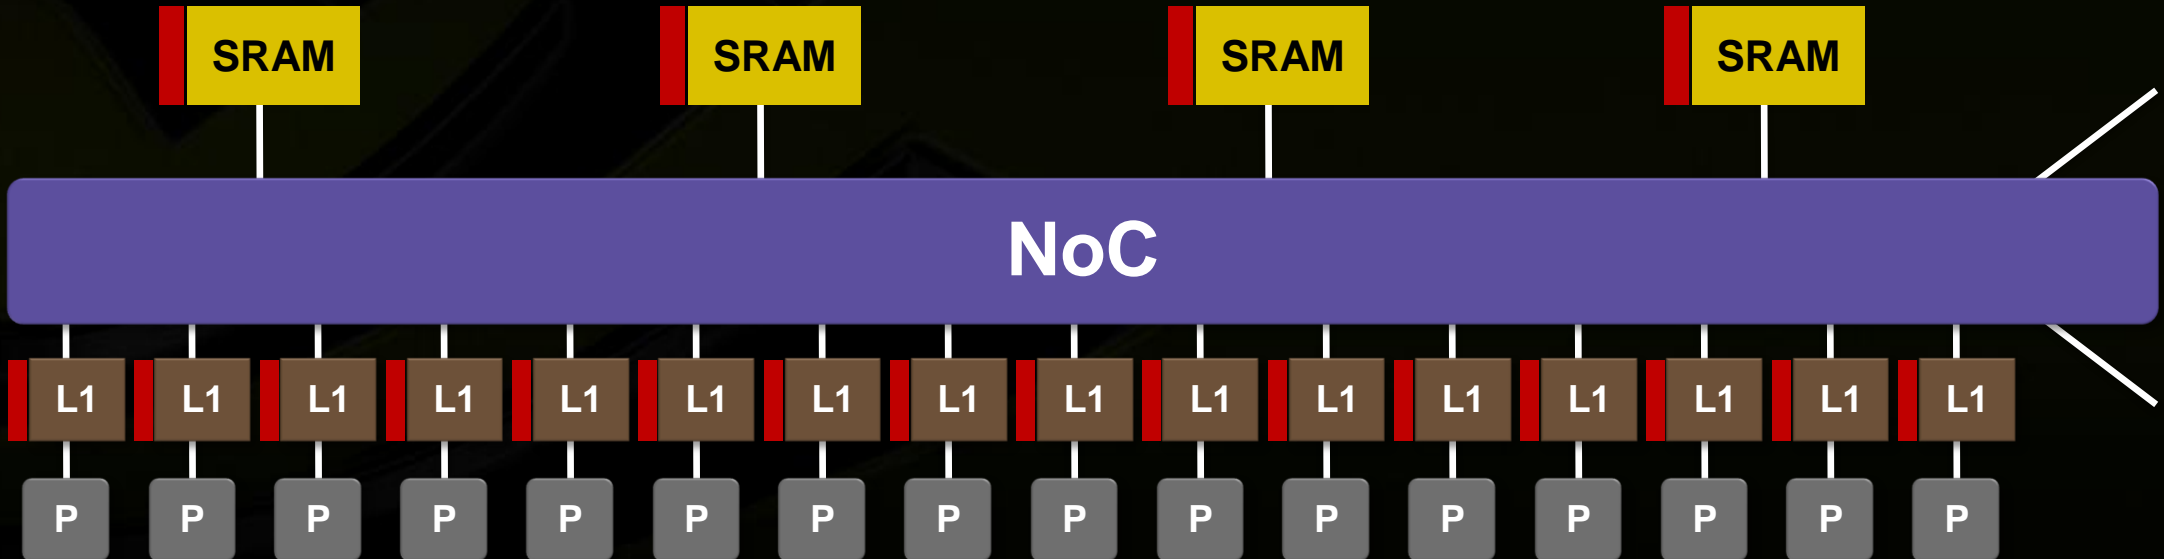 SRAM SRAM SRAM SRAM
NoC
L1 L1 L1 L1 L1 L1 L1 L1 L1 L1 L1 L1 L1 L1 L1 L1
P P P P P P P P P P P P P P P P